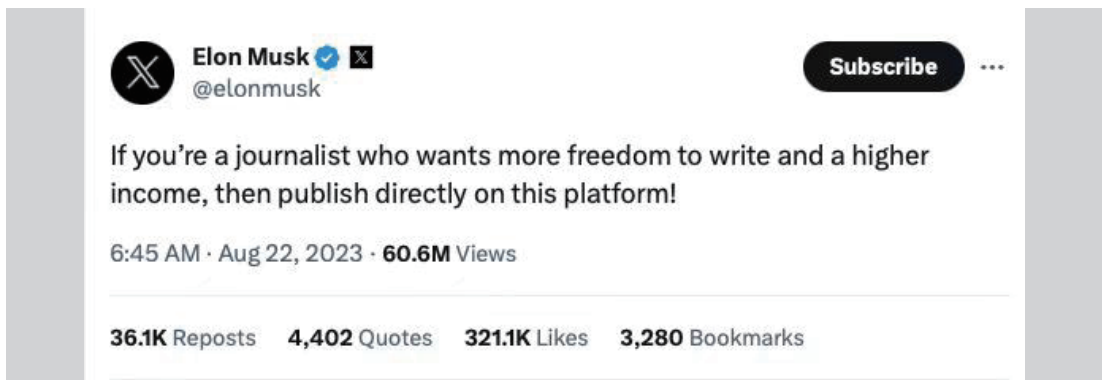 Elon Musk
@elonmusk
Subscribe
If you’re a journalist who wants more freedom to write and a higher
income, then publish directly on this platform!
6:45 AM · Aug 22, 2023 · 60.6M Views
36.1K Reposts 4,402 Quotes 321.1K Likes 3,280 Bookmarks